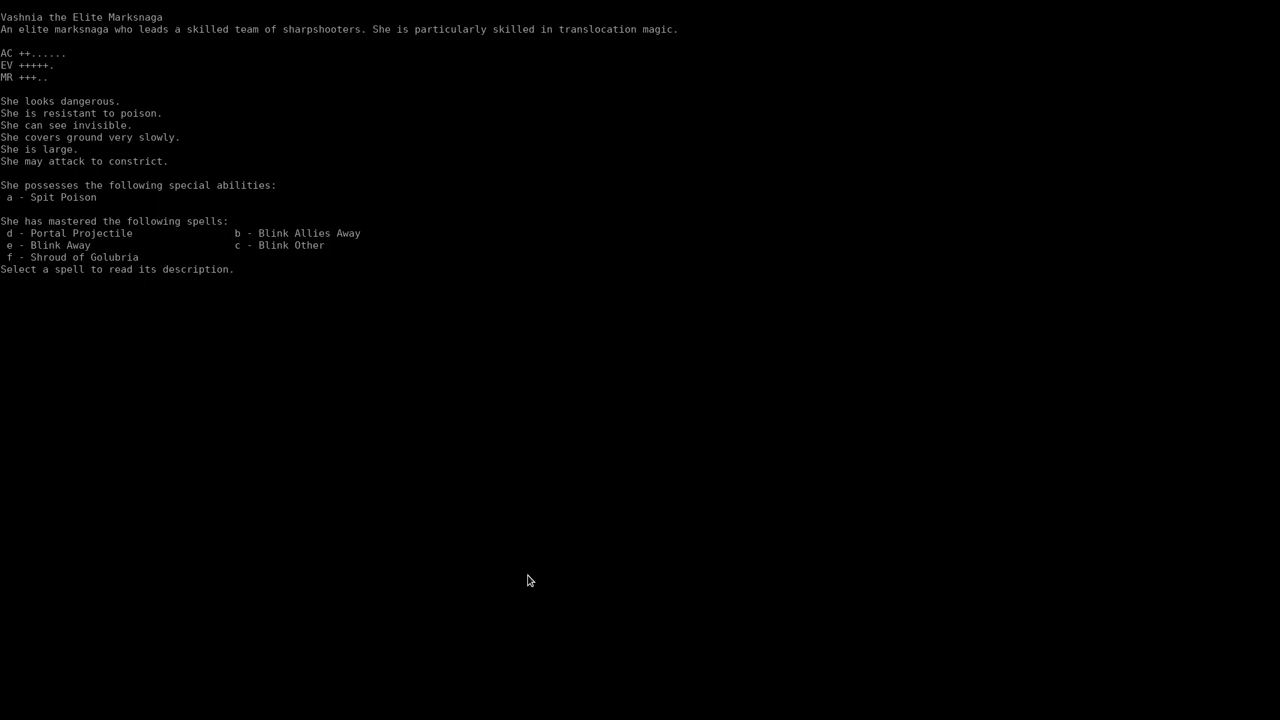 Vashnia the Elite Marksnaga
An elite marksnaga who leads a skilled team of sharpshooters. She is particularly skilled in translocation magic.
AC ++......
EV +++++.
MR +++..
She looks dangerous.
She is resistant to poison.
She can see invisible.
She covers ground very slowly.
She is large.
She may attack to constrict.
She possesses the following special abilities:
a - Spit Poison
She has mastered the following spells:
d - Portal Projectile b - Blink Allies Away
e - Blink Away c - Blink Other
f - Shroud of Golubria
Select a spell to read its description.